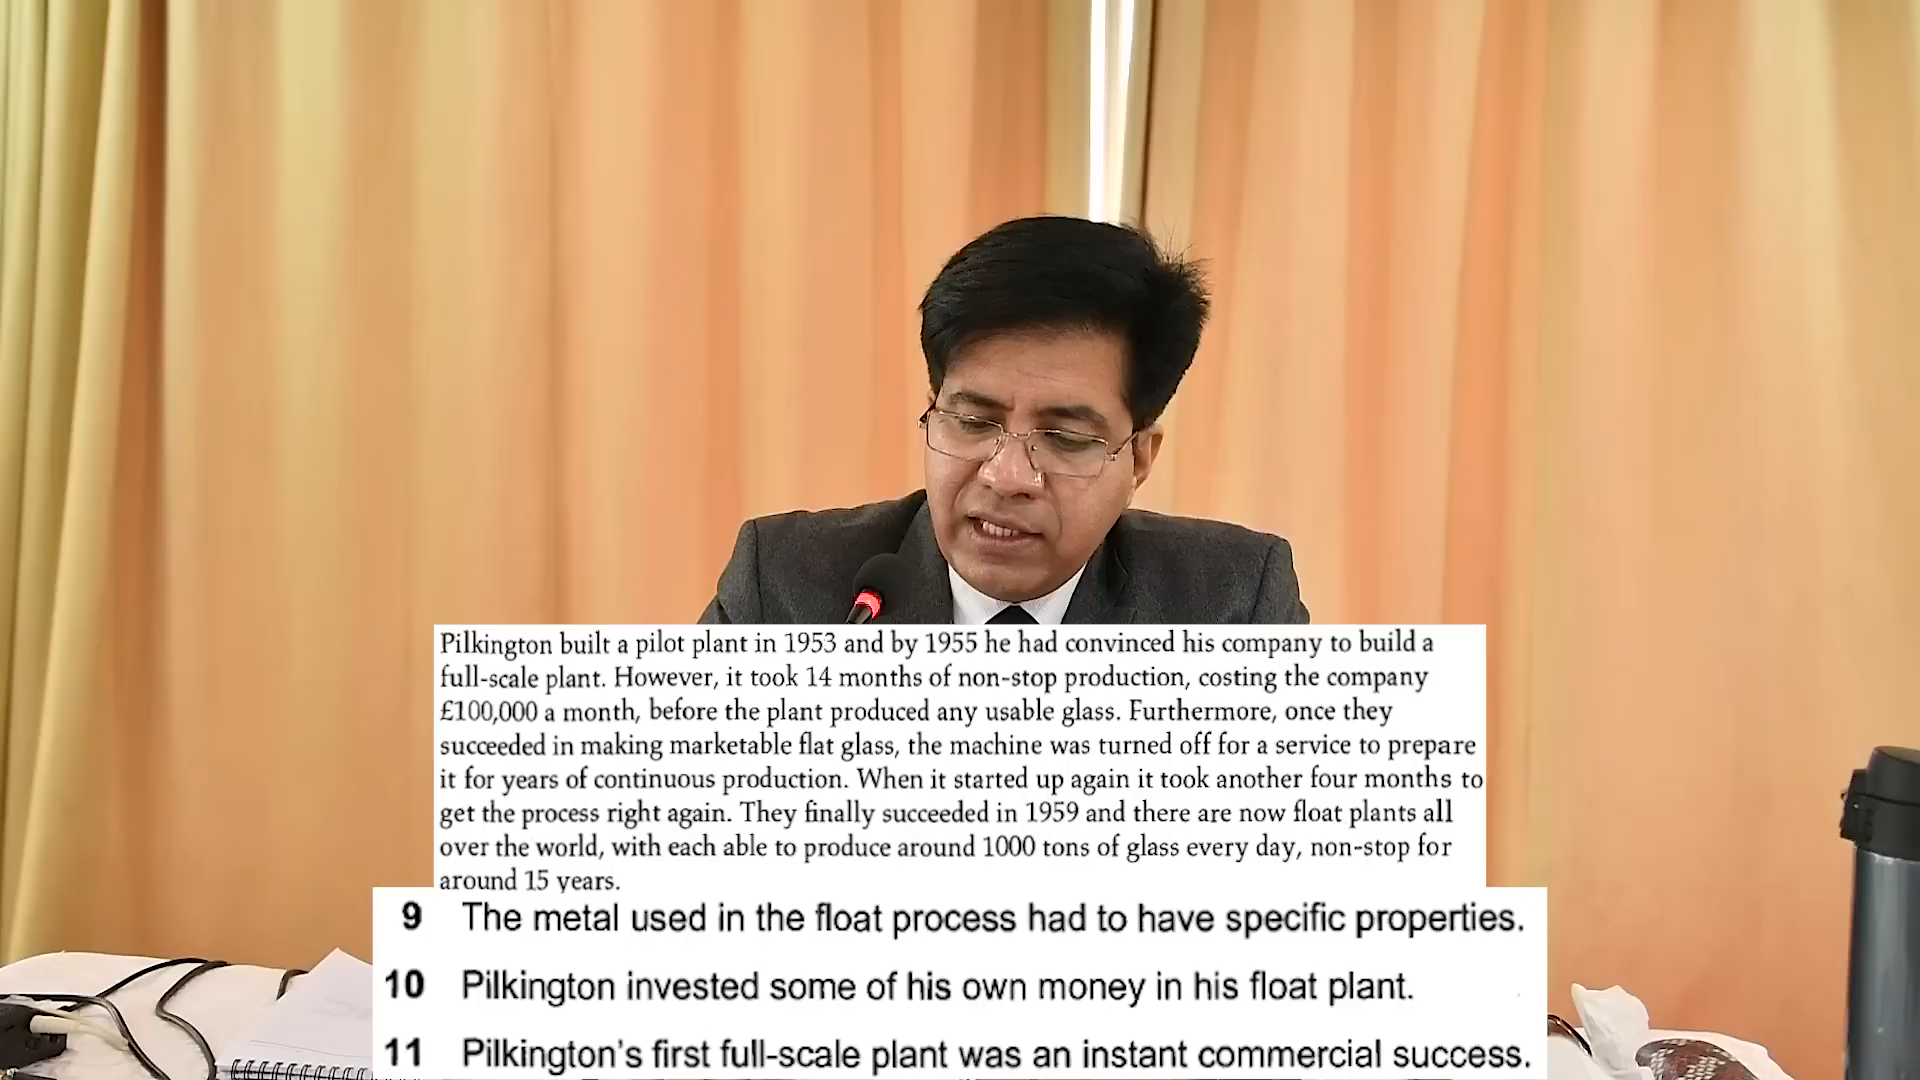 Pilkington built a pilot plant in 1953 and by 1955 he had convinced his company to build a
full-scale plant. However, it took 14 months of non-stop production, costing the company
£100,000 a month, before the plant produced any usable glass. Furthermore, once they
succeeded in making marketable flat glass, the machine was turned off for a service to prepare
it for years of continuous production. When it started up again it took another four months to
get the process right again. They finally succeeded in 1959 and there are now float plants all
over the world, with each able to produce around 1000 tons of glass every day, non-stop for
around 15 years.
9 The metal used in the float process had to have specific properties.
10 Pilkington invested some of his own money in his float plant.
11 Pilkington's first full-scale plant was an instant commercial success.